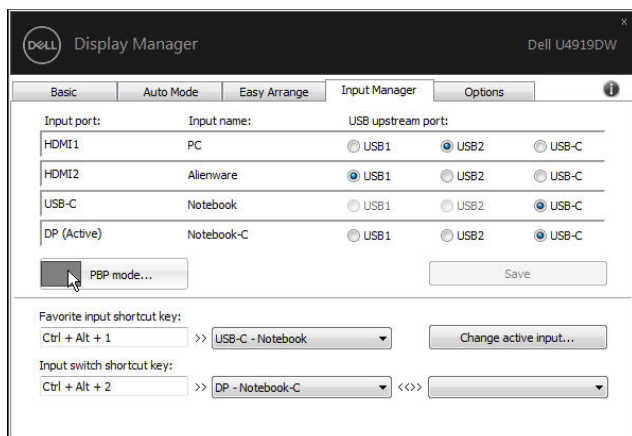 x
DELL Display Manager Dell U4919DW
Basic Auto Mode Easy Arrange Input Manager Options i
Input port: Input name: USB upstream port:
HDMI1 PC USB1 USB2 USB-C
HDMI2 Alienware USB1 USB2 USB-C
USB-C Notebook USB1 USB2 USB-C
DP (Active) Notebook-C USB1 USB2 USB-C
PBP mode... Save
Favorite input shortcut key:
Ctrl + Alt + 1 >> USB-C - Notebook Change active input...
Input switch shortcut key:
Ctrl + Alt + 2 >> DP - Notebook-C <<>>